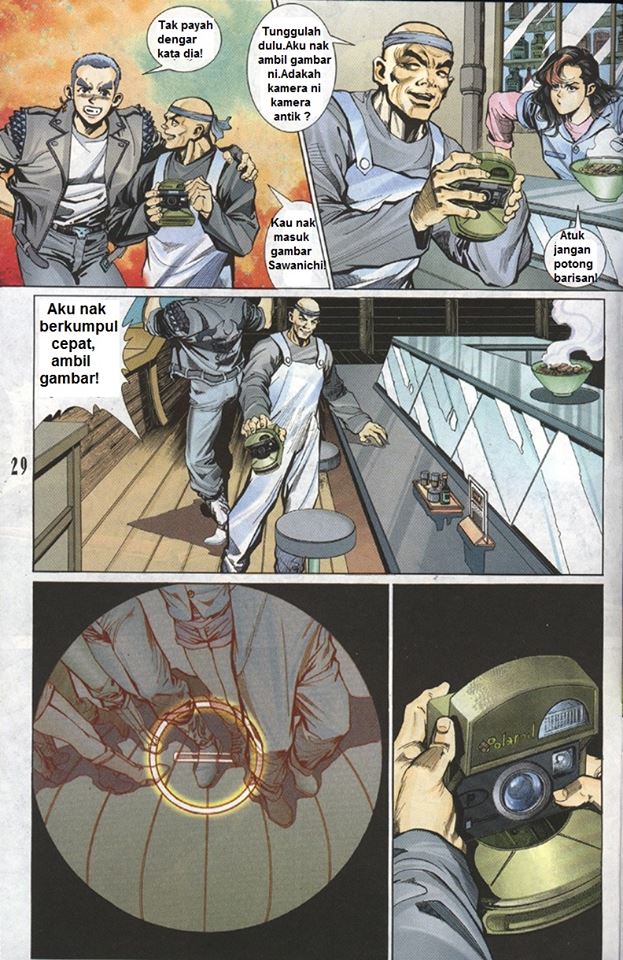 Tak payah
dengar
kata dia!
Kau nak
masuk
gambar
Sawanichi!
Tunggulah
dulu.Aku nak
ambil gambar
ni.Adakah
kamera ni
kamera
antik ?
Atuk
jangan
potong
barisan!
Aku nak
berkumpul
cepat,
ambil
gambar!
29